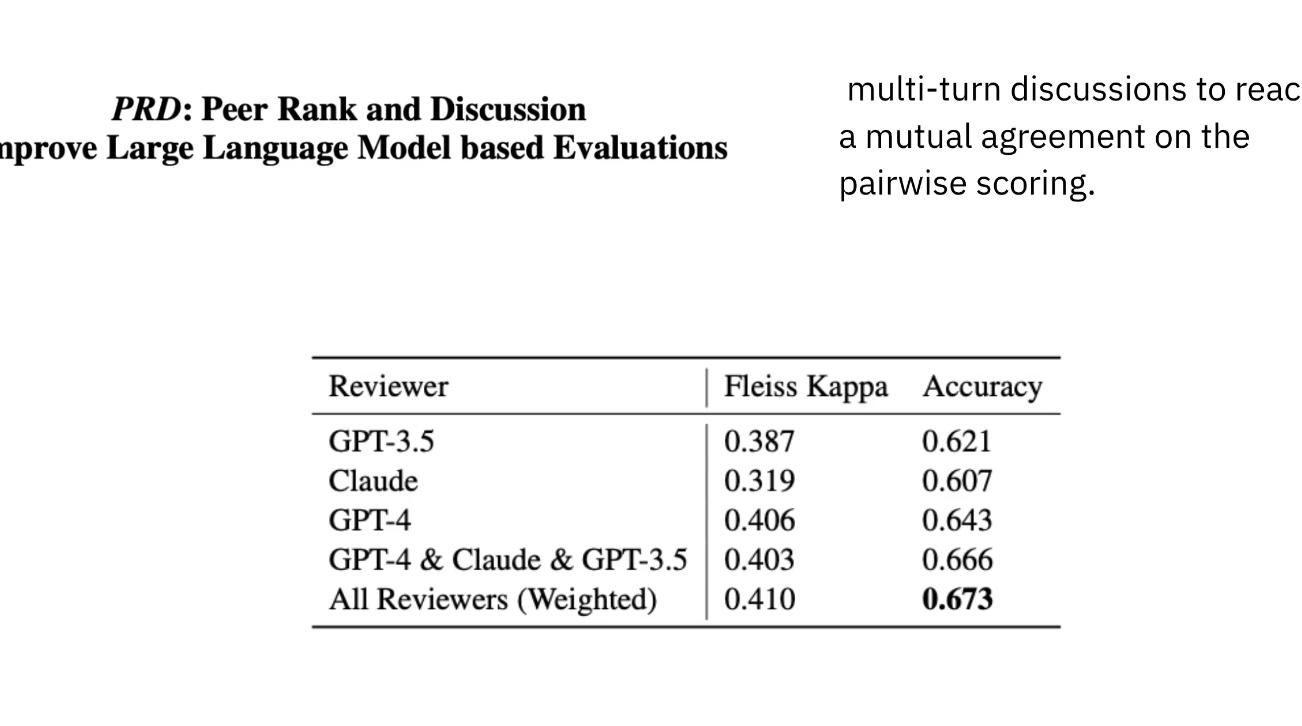 PRD: Peer Rank and Discussion
mprove Large Language Model based Evaluations
multi-turn discussions to reac
a mutual agreement on the
pairwise scoring.
Reviewer Fleiss Kappa Accuracy
GPT-3.5 0.387 0.621
Claude 0.319 0.607
GPT-4 0.406 0.643
GPT-4 & Claude & GPT-3.5 0.403 0.666
All Reviewers (Weighted) 0.410 0.673